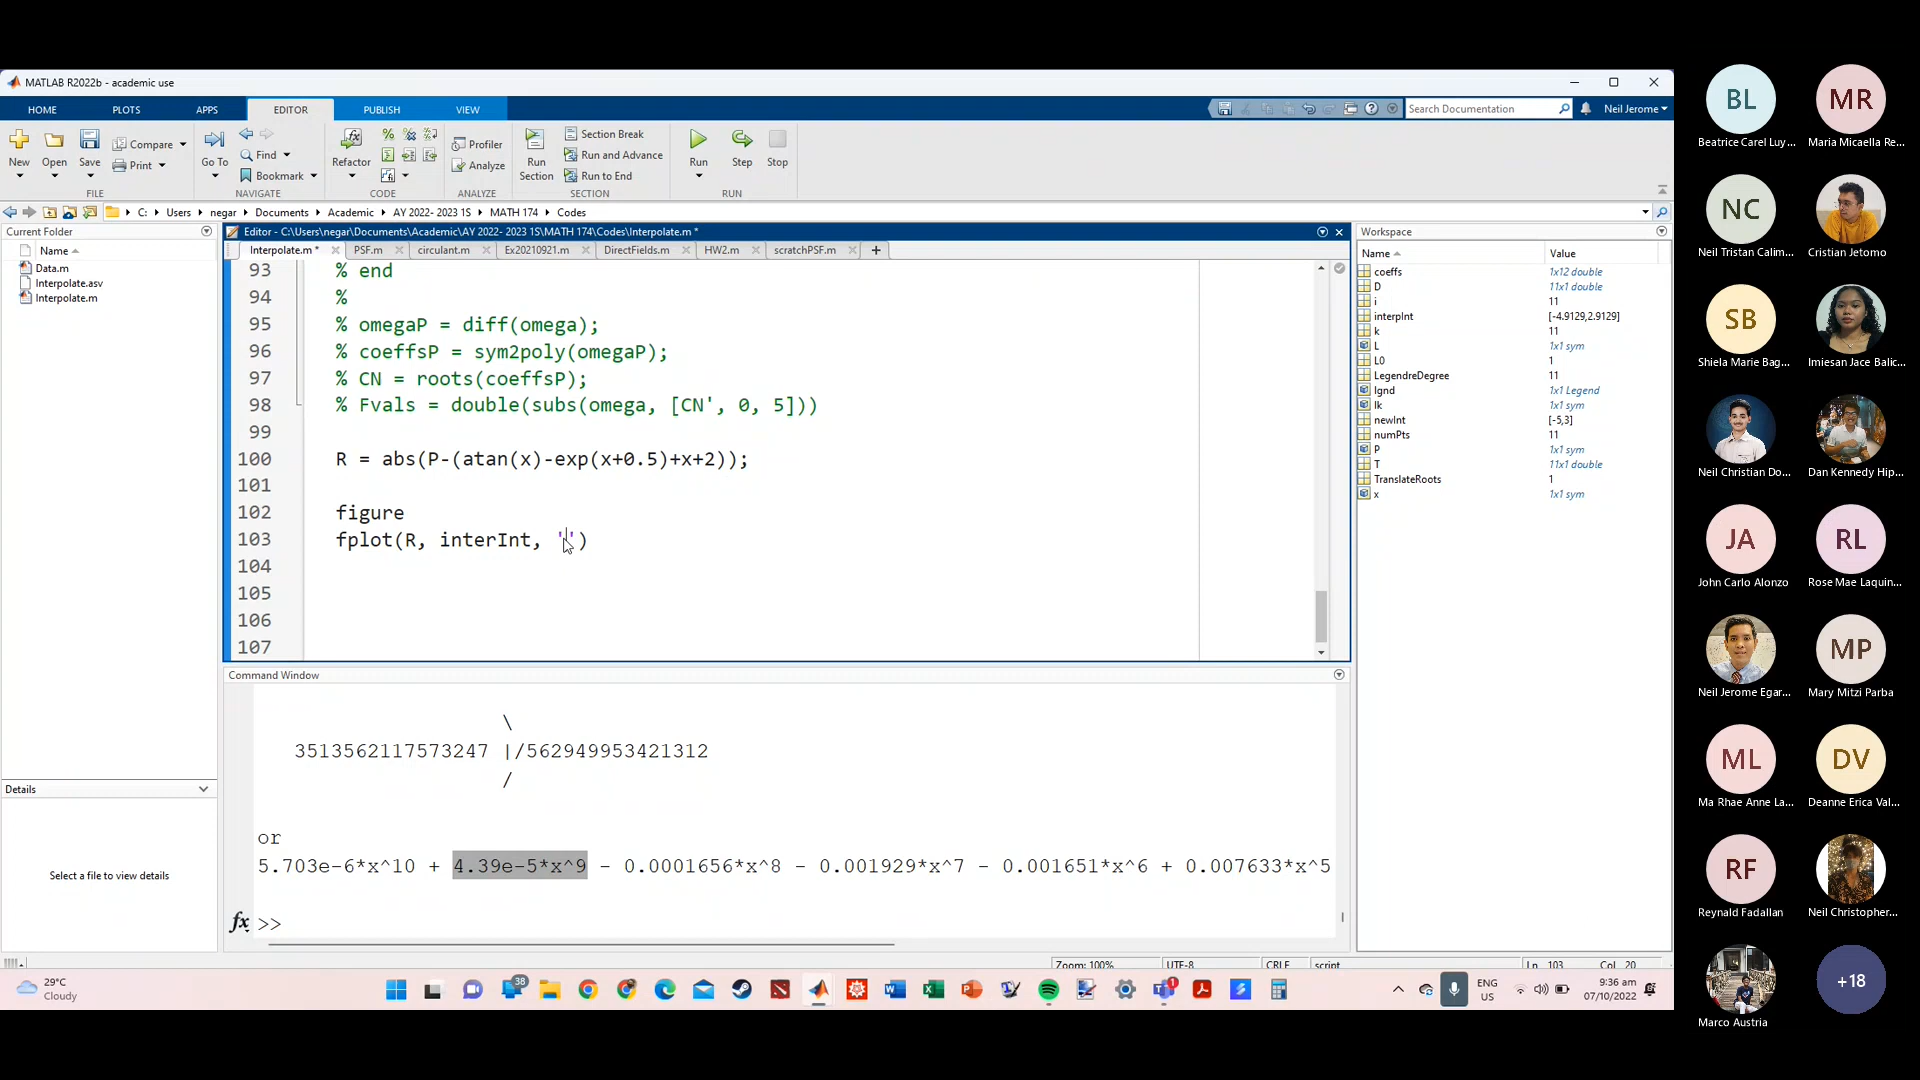 MATLAB R2022b - academic use
HOME PLOTS APPS EDITOR PUBLISH VIEW
Search Documentation
Neil Jerome
New Open Save Compare Print
FILE
Go To Find Bookmark
NAVIGATE
Refactor
CODE
Profiler Analyze
ANALYZE
Run Section Section Break Run and Advance Run to End
SECTION
Run Step Stop
RUN
C: Users negar Documents Academic AY 2022- 2023 1S MATH 174 Codes
Current Folder
Name
Data.m
Interpolate.asv
Interpolate.m
Details
Select a file to view details
Editor - C:\Users\negar\Documents\Academic\AY 2022- 2023 1S\MATH 174\Codes\Interpolate.m *
Interpolate.m * PSF.m circulant.m Ex20210921.m DirectFields.m HW2.m scratchPSF.m
93 % end
94 %
95 % omegaP = diff(omega);
96 % coeffsP = sym2poly(omegaP);
97 % CN = roots(coeffsP);
98 % Fvals = double(subs(omega, [CN', 0, 5]))
99
100 R = abs(P-(atan(x)-exp(x+0.5)+x+2));
101
102 figure
103 fplot(R, interInt, '')
104
105
106
107
Command Window
\
3513562117573247 |/562949953421312
/
or
5.703e-6*x^10 + 4.39e-5*x^9 - 0.0001656*x^8 - 0.001929*x^7 - 0.001651*x^6 + 0.007633*x^5
fx >>
Workspace
Name Value
coeffs 1x12 double
D 11x1 double
i 11
interpInt [-4.9129,2.9129]
k 11
L 1x1 sym
L0 1
LegendreDegree 11
lgnd 1x1 Legend
lk 1x1 sym
newInt [-5,3]
numPts 11
P 1x1 sym
T 11x1 double
TranslateRoots 1
x 1x1 sym
Zoom: 100% UTF-8 CRLF script Ln 103 Col 20
29°C
Cloudy
38
1
ENG
US
9:36 am
07/10/2022
BL MR
Beatrice Carel Luy... Maria Micaella Re...
NC
Neil Tristan Calim... Cristian Jetomo
SB
Shiela Marie Bag... Imiesan Jace Balic...
Neil Christian Do... Dan Kennedy Hip...
JA RL
John Carlo Alonzo Rose Mae Laquin...
MP
Neil Jerome Egar... Mary Mitzi Parba
ML DV
Ma Rhae Anne La... Deanne Erica Val...
RF
Reynald Fadallan Neil Christopher...
+18
Marco Austria